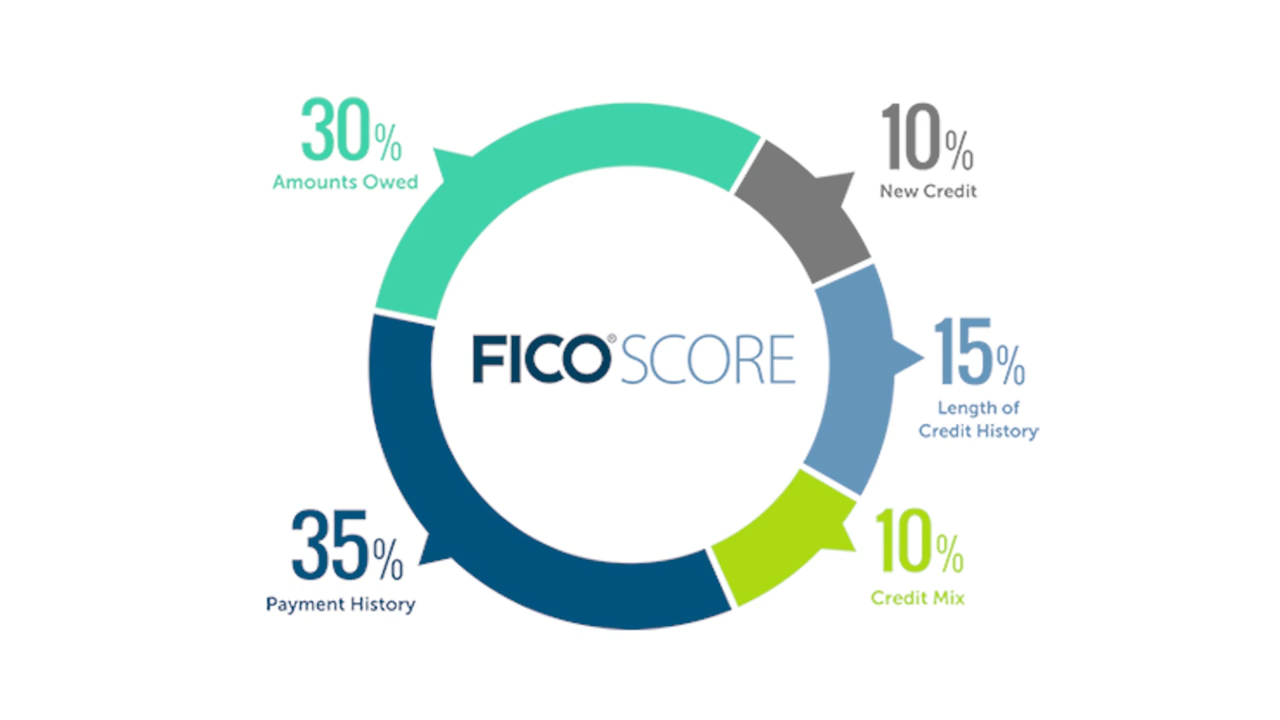 30%
Amounts Owed
10%
New Credit
FICO® SCORE
15%
Length of
Credit History
35%
Payment History
10%
Credit Mix